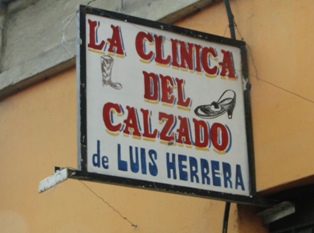 LA CLINICA
DEL
CALZADO
de LUIS HERRERA